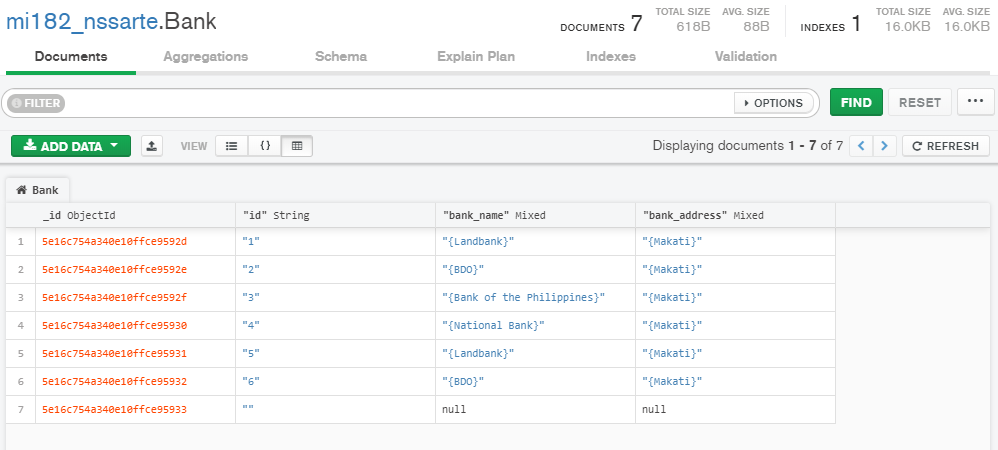 mi182_nssarte.Bank
DOCUMENTS 7 TOTAL SIZE 618B AVG. SIZE 88B INDEXES 1 TOTAL SIZE 16.0KB AVG. SIZE 16.0KB
Documents Aggregations Schema Explain Plan Indexes Validation
FILTER OPTIONS FIND RESET ...
ADD DATA VIEW {} Displaying documents 1 - 7 of 7 < > REFRESH
Bank
_id ObjectId "id" String "bank_name" Mixed "bank_address" Mixed
1 5e16c754a340e10ffce9592d "1" "{Landbank}" "{Makati}"
2 5e16c754a340e10ffce9592e "2" "{BDO}" "{Makati}"
3 5e16c754a340e10ffce9592f "3" "{Bank of the Philippines}" "{Makati}"
4 5e16c754a340e10ffce95930 "4" "{National Bank}" "{Makati}"
5 5e16c754a340e10ffce95931 "5" "{Landbank}" "{Makati}"
6 5e16c754a340e10ffce95932 "6" "{BDO}" "{Makati}"
7 5e16c754a340e10ffce95933 "" null null